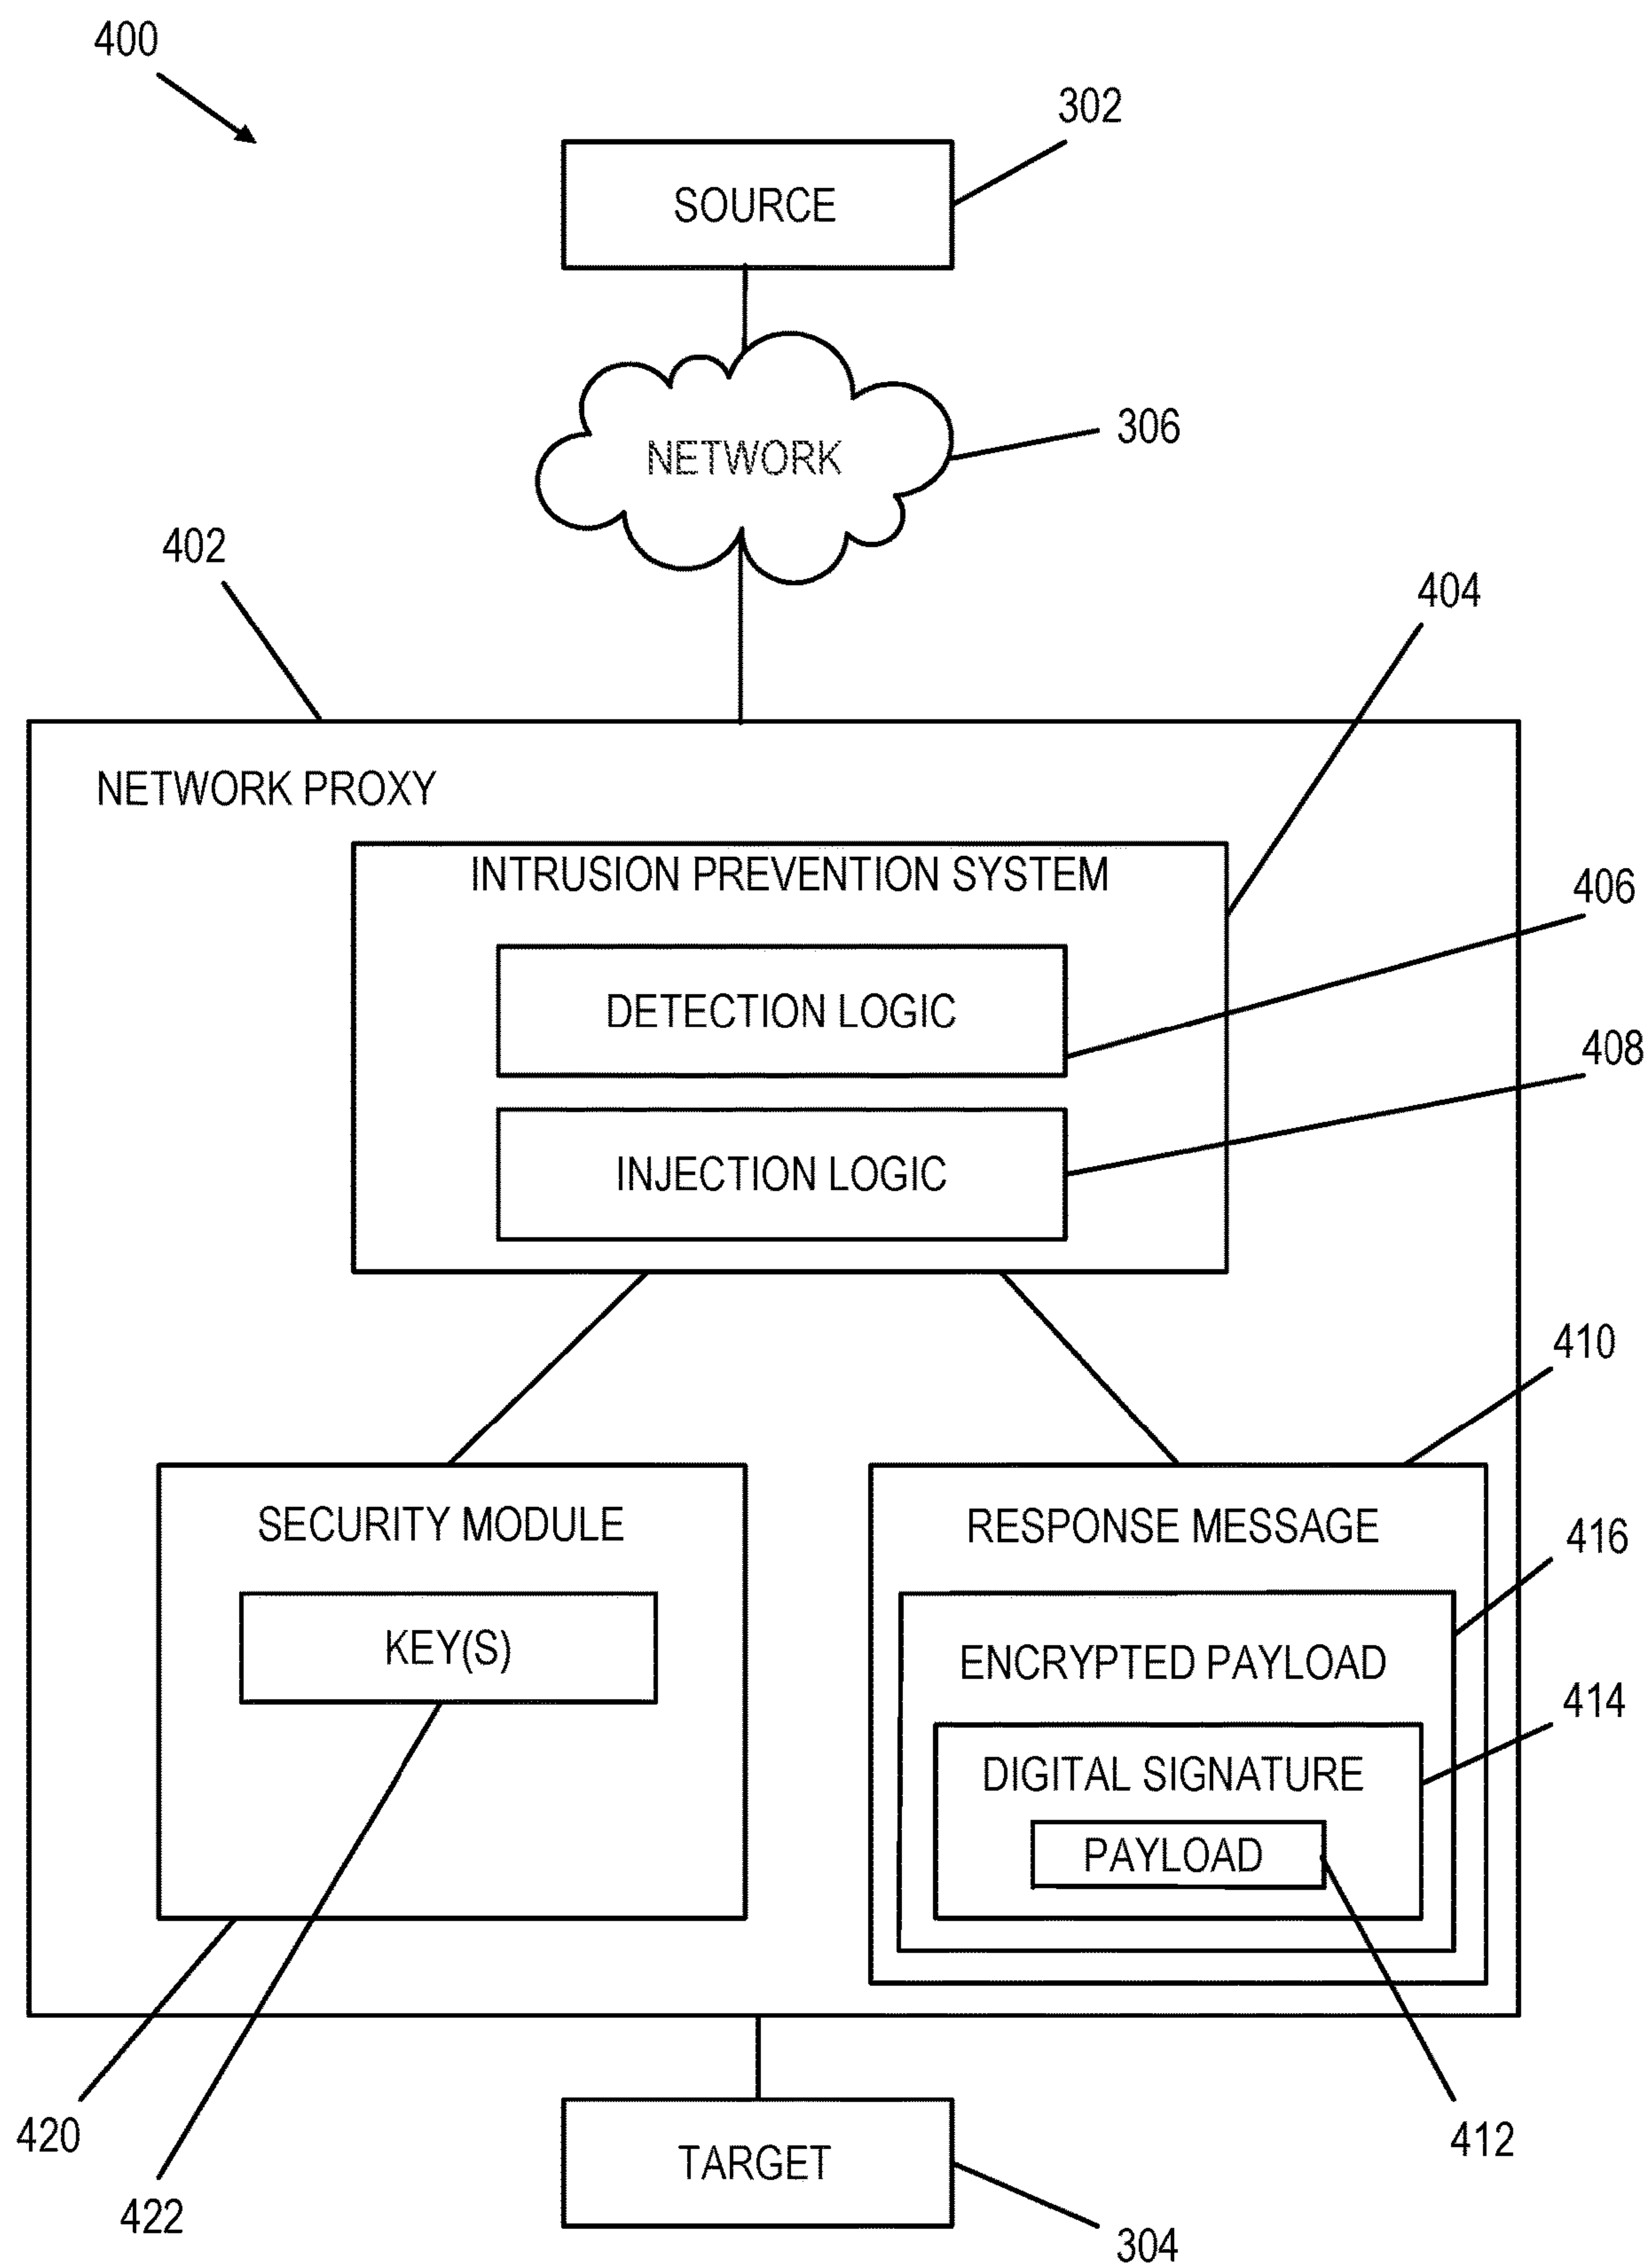 400
302
SOURCE
NETWORK
306
402
404
NETWORK PROXY
INTRUSION PREVENTION SYSTEM
406
DETECTION LOGIC
408
INJECTION LOGIC
410
SECURITY MODULE
RESPONSE MESSAGE
416
KEY(S)
ENCRYPTED PAYLOAD
414
DIGITAL SIGNATURE
PAYLOAD
420
412
TARGET
422
304